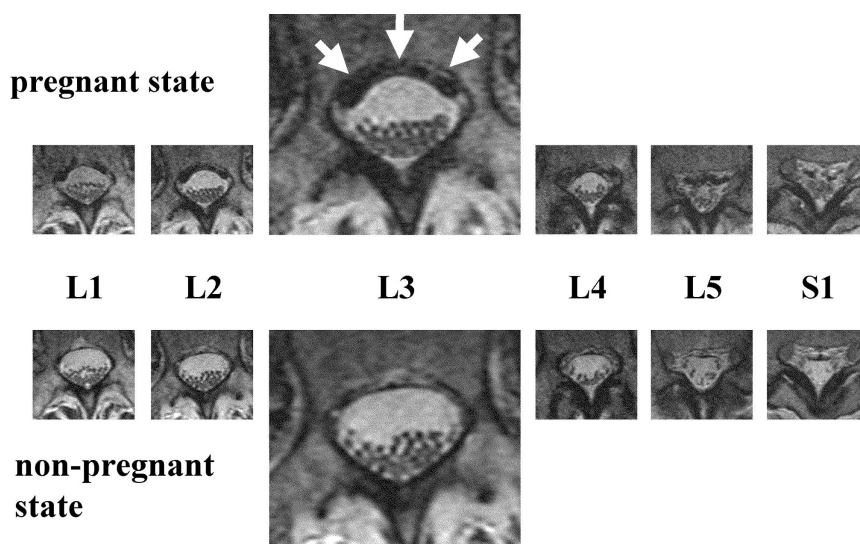 pregnant state
L1 L2 L3 L4 L5 S1
non-pregnant
state